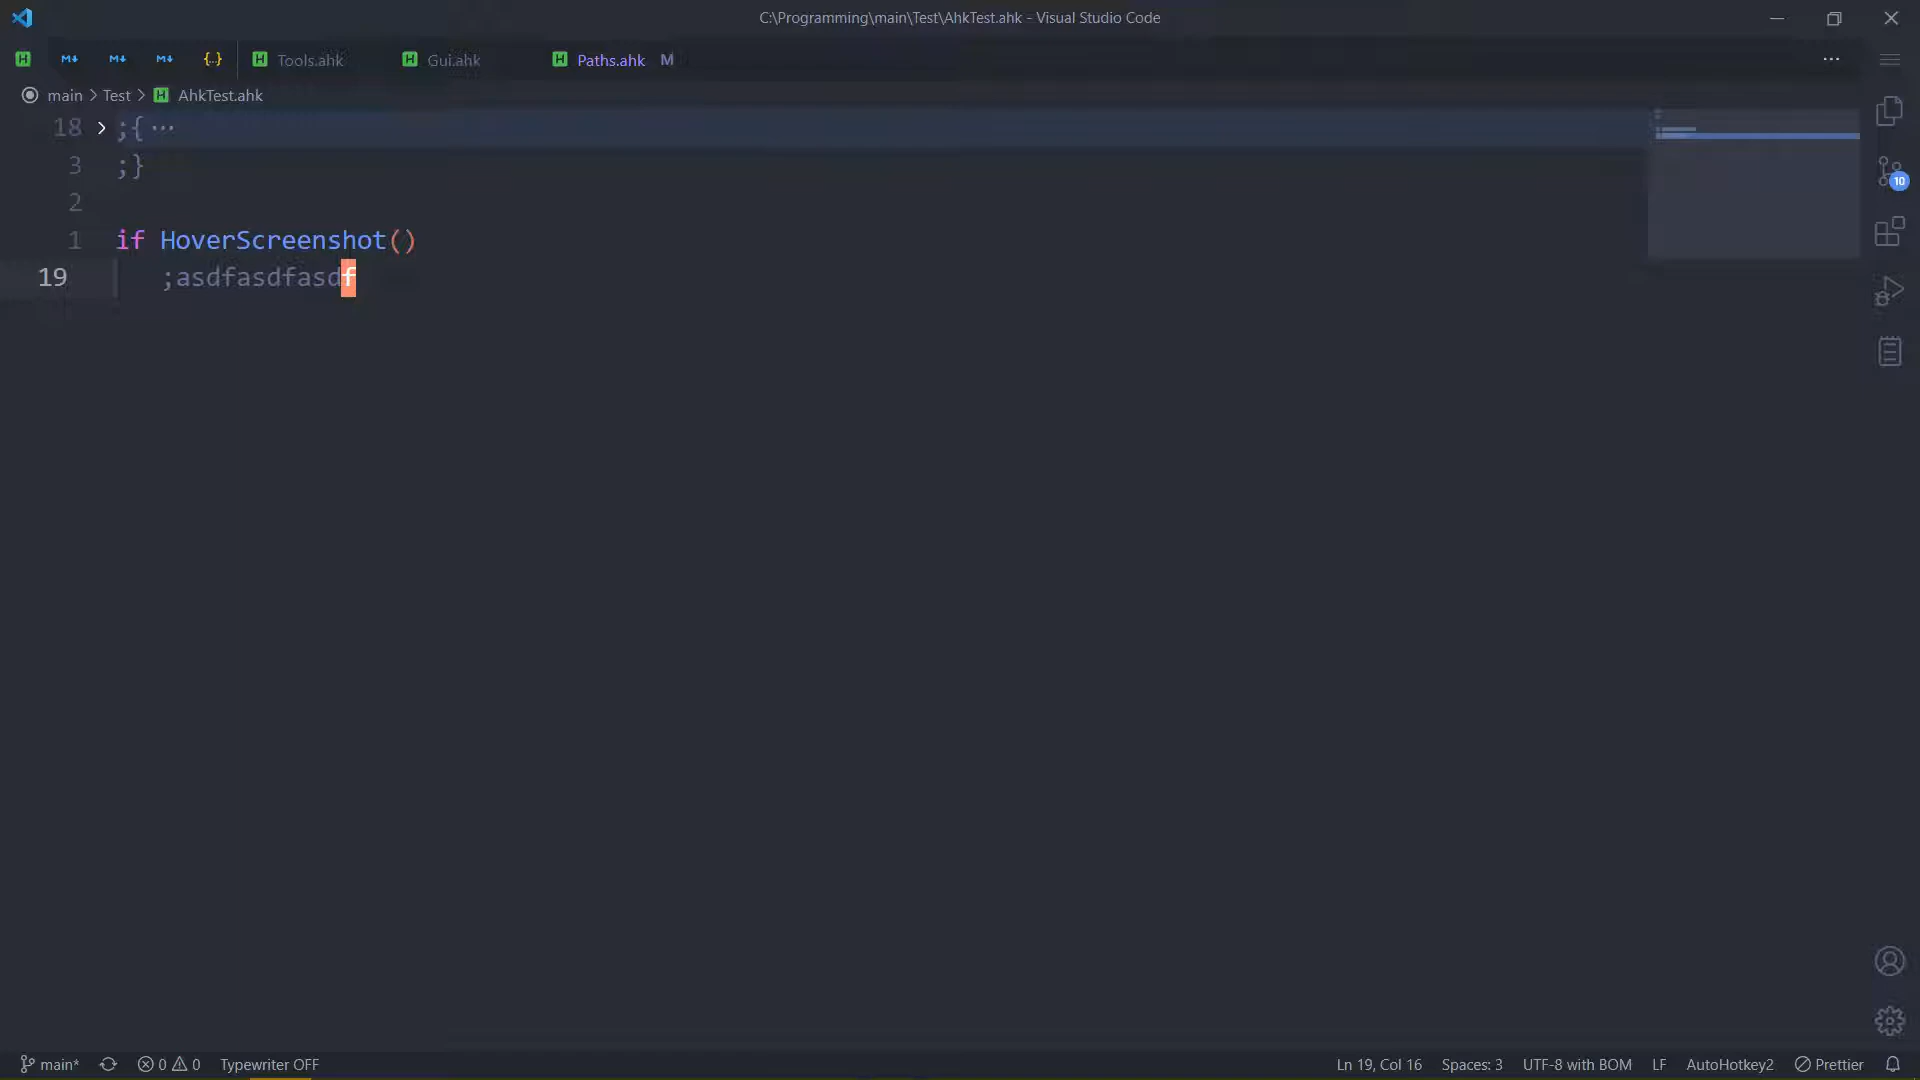 C:\Programming\main\Test\AhkTest.ahk - Visual Studio Code
Tools.ahk Gui.ahk Paths.ahk M
main > Test > AhkTest.ahk
18 > ;{ ···
3 ;}
2
1 if HoverScreenshot()
19 ;asdfasdfasdf
10
main* 0 0 Typewriter OFF Ln 19, Col 16 Spaces: 3 UTF-8 with BOM LF AutoHotkey2 Prettier